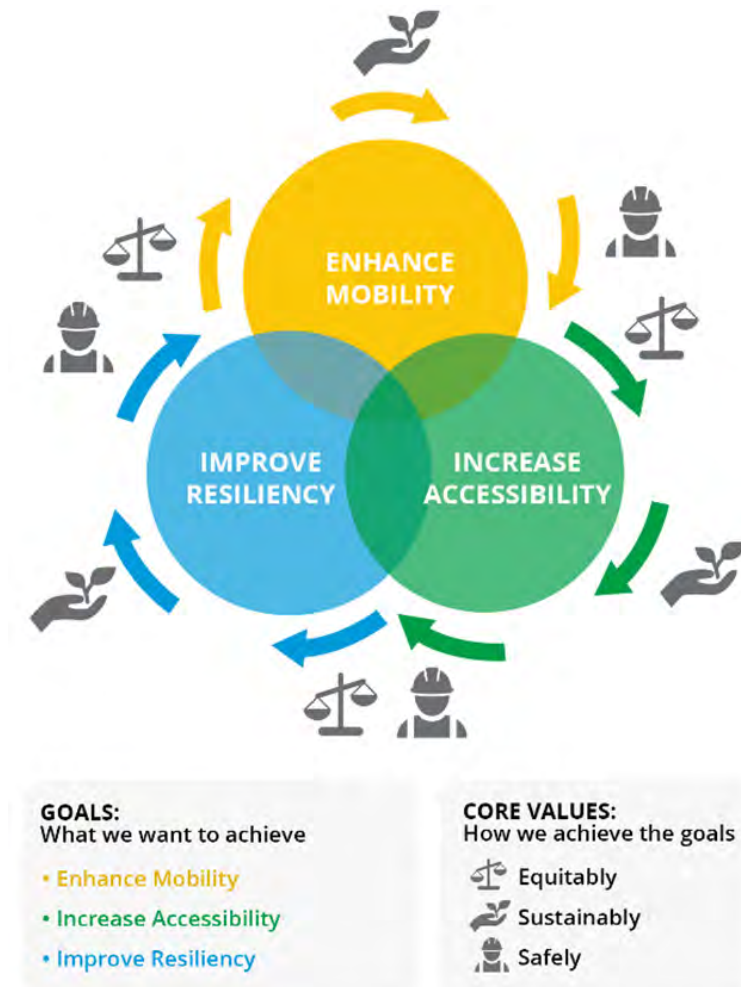 ENHANCE
MOBILITY
IMPROVE
RESILIENCY
INCREASE
ACCESSIBILITY
GOALS:
What we want to achieve
• Enhance Mobility
• Increase Accessibility
• Improve Resiliency
CORE VALUES:
How we achieve the goals
Equitably
Sustainably
Safely